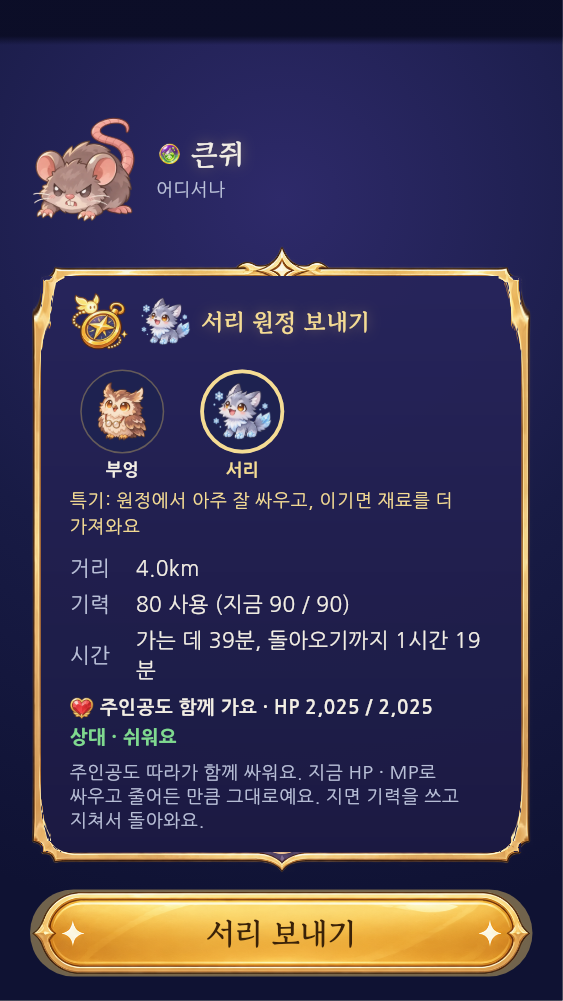 큰쥐
어디서나
서리 원정 보내기
부엉
서리
특기: 원정에서 아주 잘 싸우고, 이기면 재료를 더
가져와요
거리 4.0km
기력 80 사용 (지금 90 / 90)
시간 가는 데 39분, 돌아오기까지 1시간 19
분
주인공도 함께 가요 · HP 2,025 / 2,025
상대 · 쉬워요
주인공도 따라가 함께 싸워요. 지금 HP · MP로
싸우고 줄어든 만큼 그대로예요. 지면 기력을 쓰고
지쳐서 돌아와요.
서리 보내기